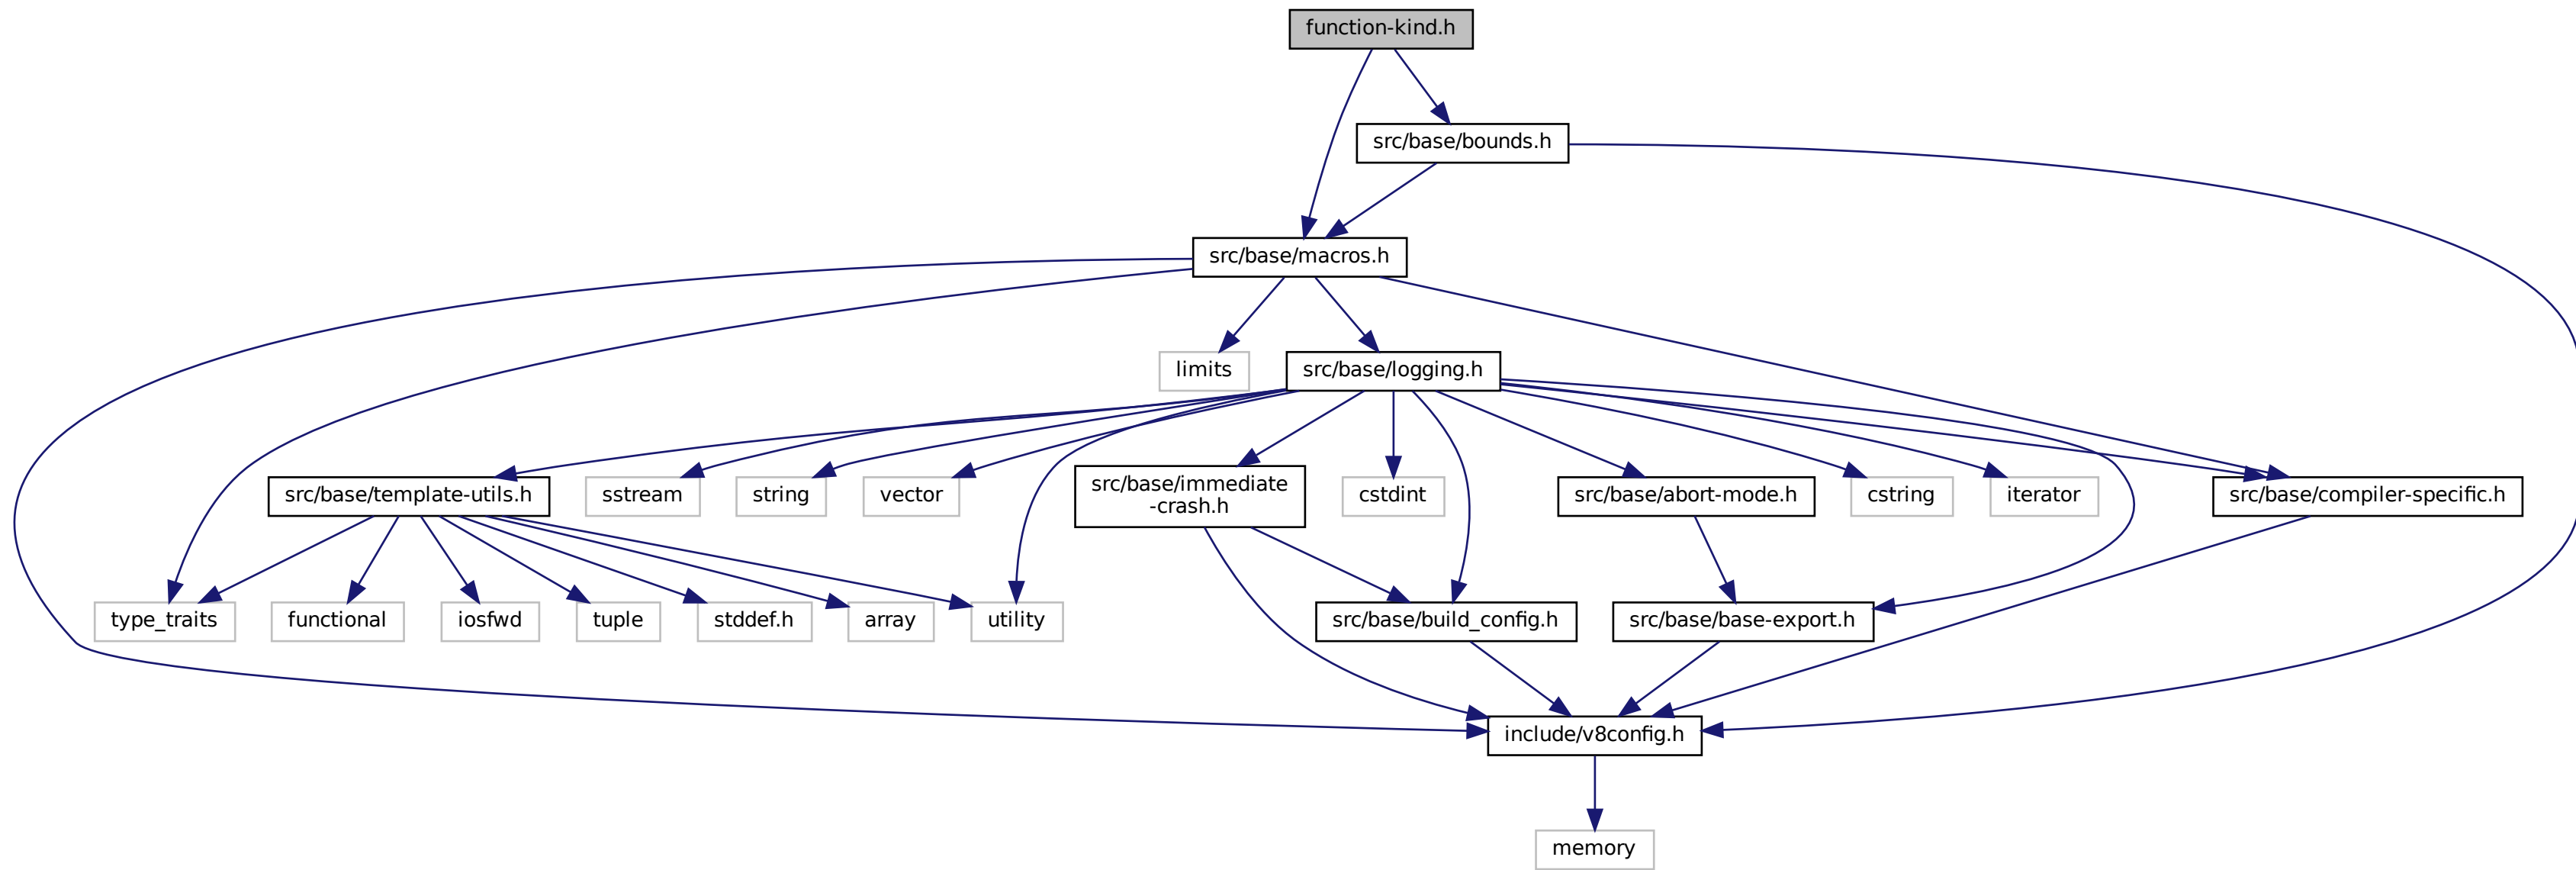 function-kind.h
src/base/bounds.h
src/base/macros.h
limits
src/base/logging.h
src/base/template-utils.h
sstream
string
vector
src/base/immediate
-crash.h
cstdint
src/base/abort-mode.h
cstring
iterator
src/base/compiler-specific.h
type_traits
functional
iosfwd
tuple
stddef.h
array
utility
src/base/build_config.h
src/base/base-export.h
include/v8config.h
memory